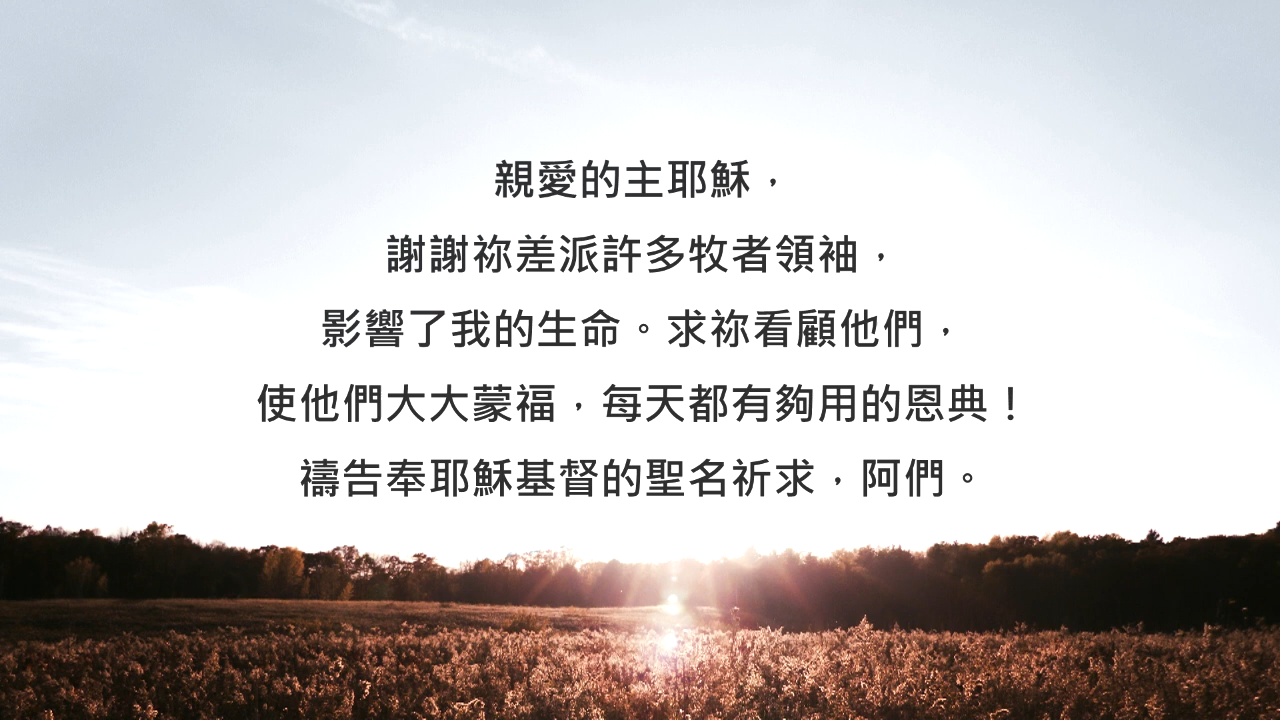 親愛的主耶穌，
謝謝祢差派許多牧者領袖，
影響了我的生命。求祢看顧他們，
使他們大大蒙福，每天都有夠用的恩典！
禱告奉耶穌基督的聖名祈求，阿們。